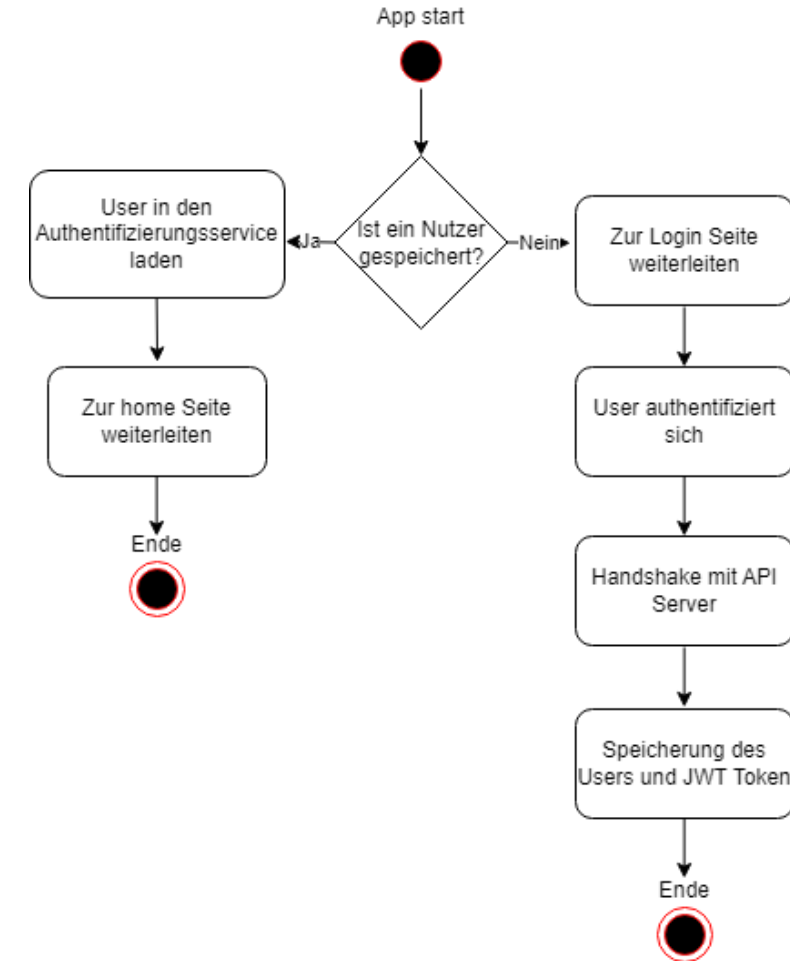 App start
Ist ein Nutzer
gespeichert?
Ja
Nein
User in den
Authentifizierungsservice
laden
Zur home Seite
weiterleiten
Ende
Zur Login Seite
weiterleiten
User authentifiziert
sich
Handshake mit API
Server
Speicherung des
Users und JWT Token
Ende